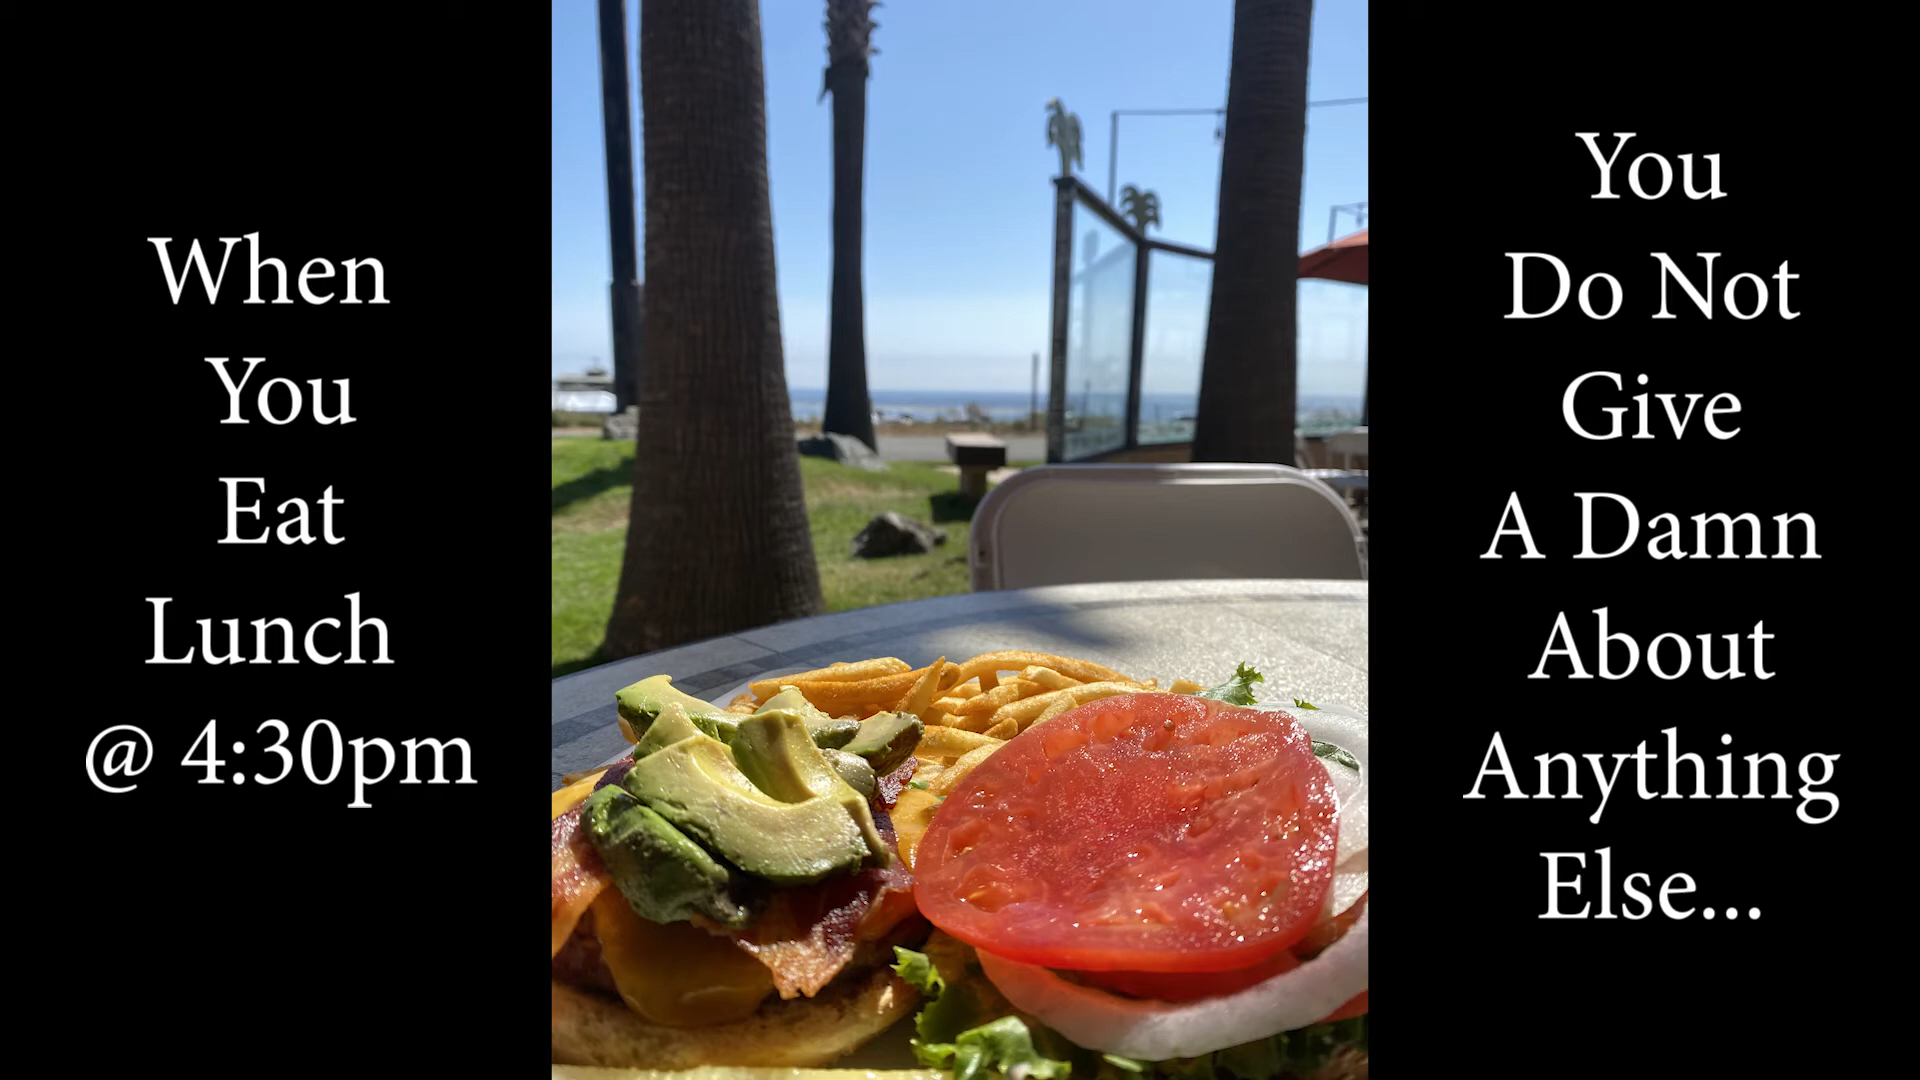 When
You
Eat
Lunch
@ 4:30pm
You
Do Not
Give
A Damn
About
Anything
Else...